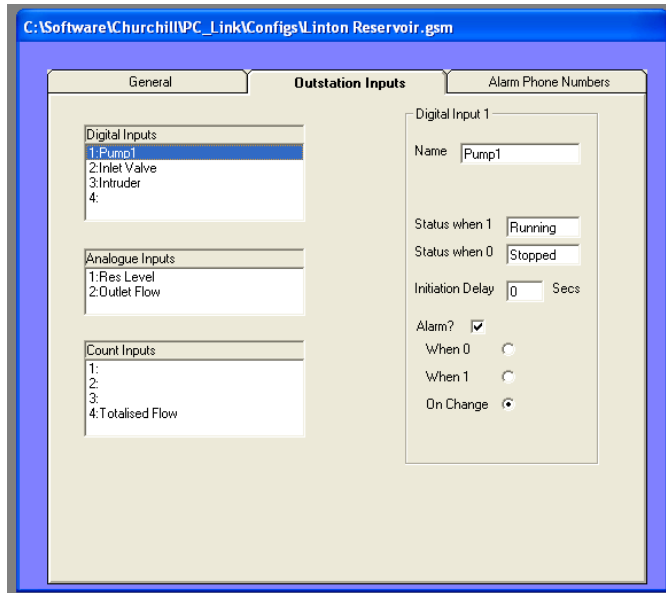 C:\Software\Churchill\PC_Link\Configs\Linton Reservoir.gsm
General
Outstation Inputs
Alarm Phone Numbers
Digital Inputs
1:Pump1
2:Inlet Valve
3:Intruder
4:
Analogue Inputs
1:Res Level
2:Outlet Flow
Count Inputs
1:
2:
3:
4:Totalised Flow
Digital Input 1
Name Pump1
Status when 1 Running
Status when 0 Stopped
Initiation Delay 0 Secs
Alarm?
When 0
When 1
On Change